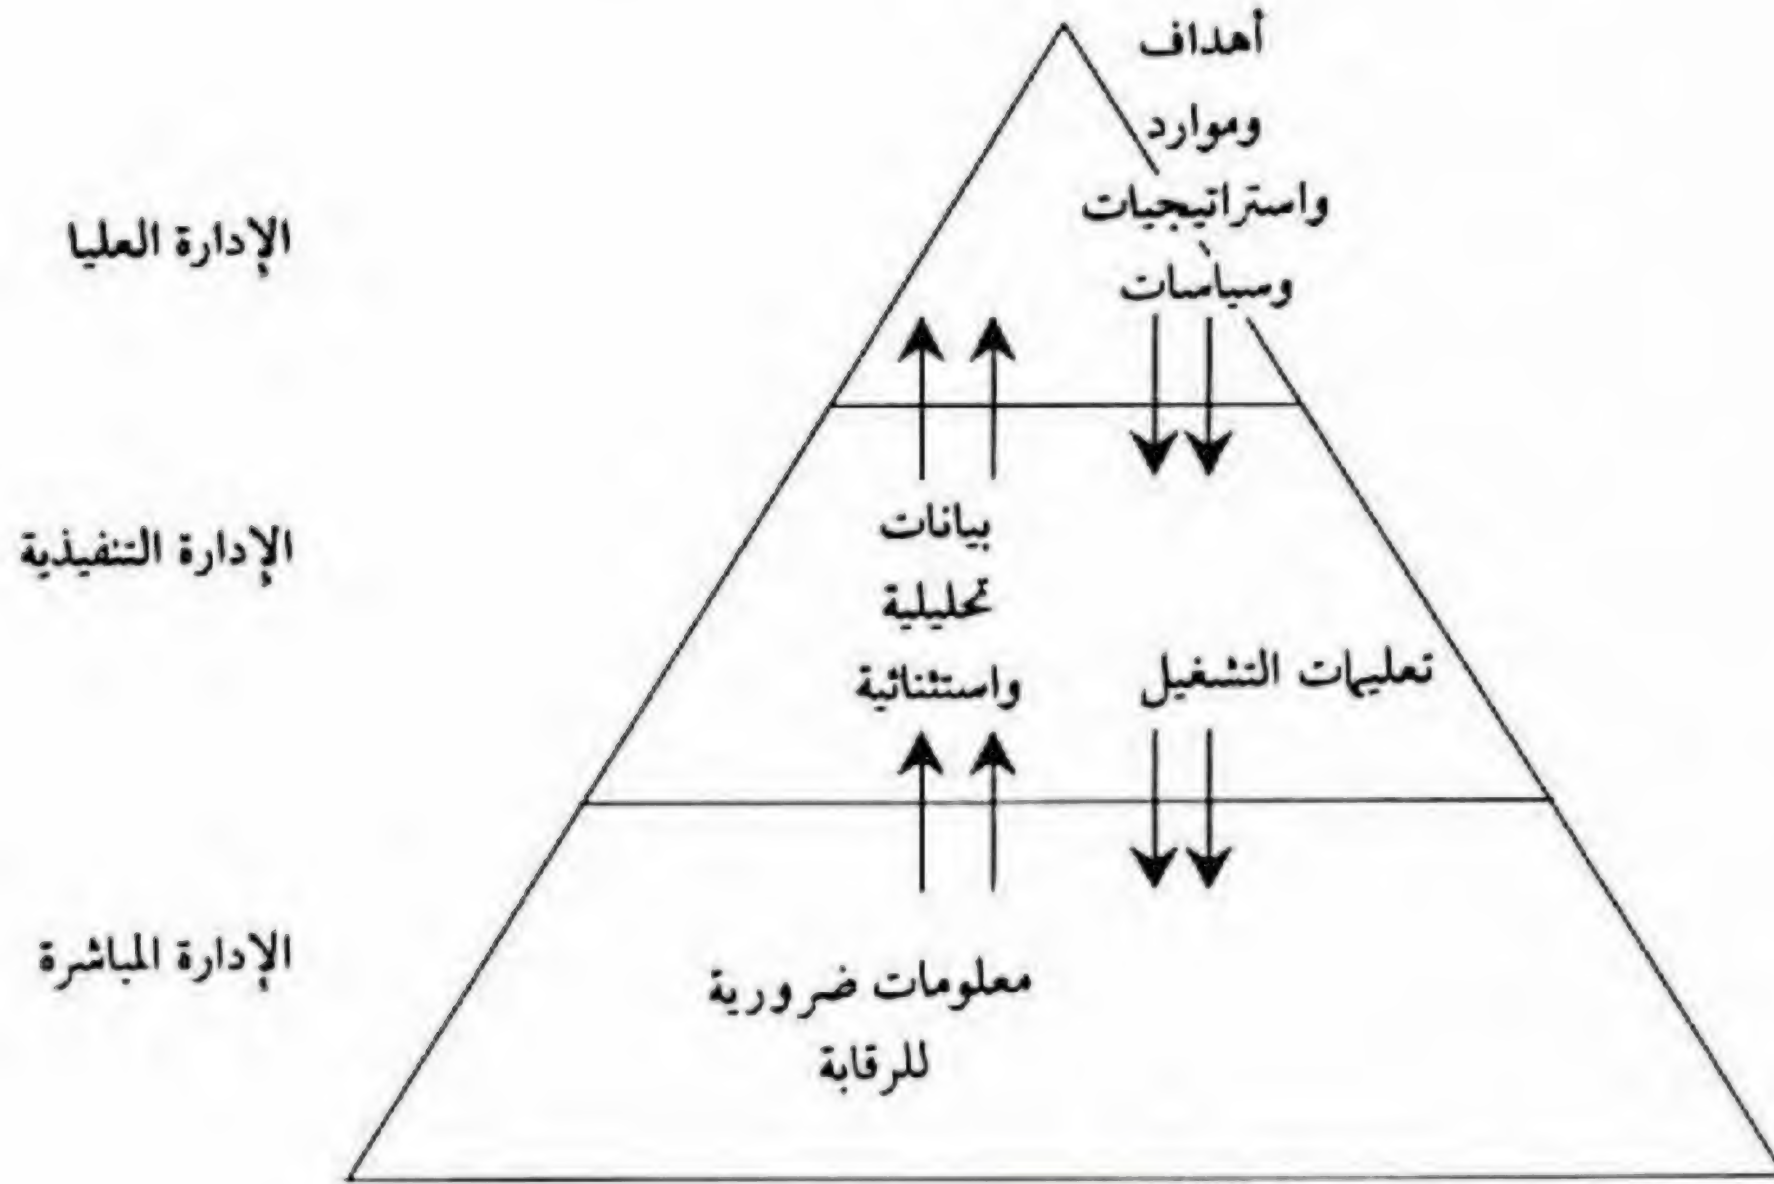 أهداف
وموارد
واستراتيجيات
وسياسات
الإدارة العليا
بيانات
تحليلية
واستثنائية
تعليمات التشغيل
الإدارة التنفيذية
معلومات ضرورية
للرقابة
الإدارة المباشرة